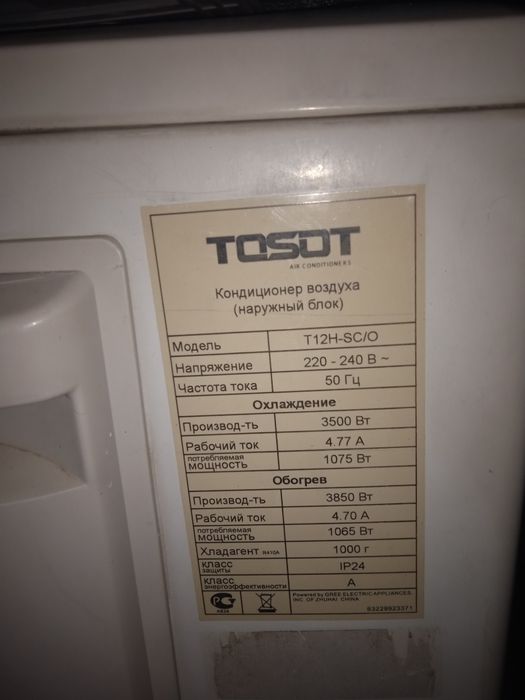 TOSOT
AIR CONDITIONERS
Кондиционер воздуха
(наружный блок)
Модель T12H-SC/O
Напряжение 220 - 240 В ~
Частота тока 50 Гц
Охлаждение
Производ-ть 3500 Вт
Рабочий ток 4.77 А
потребляемая
мощность 1075 Вт
Обогрев
Производ-ть 3850 Вт
Рабочий ток 4.70 А
потребляемая
мощность 1065 Вт
Хладагент R410A 1000 г
класс
защиты IP24
класс
энергоэффективности А
Powered by GREE ELECTRIC APPLIANCES,
INC. OF ZHUHAI CHINA
63229923371